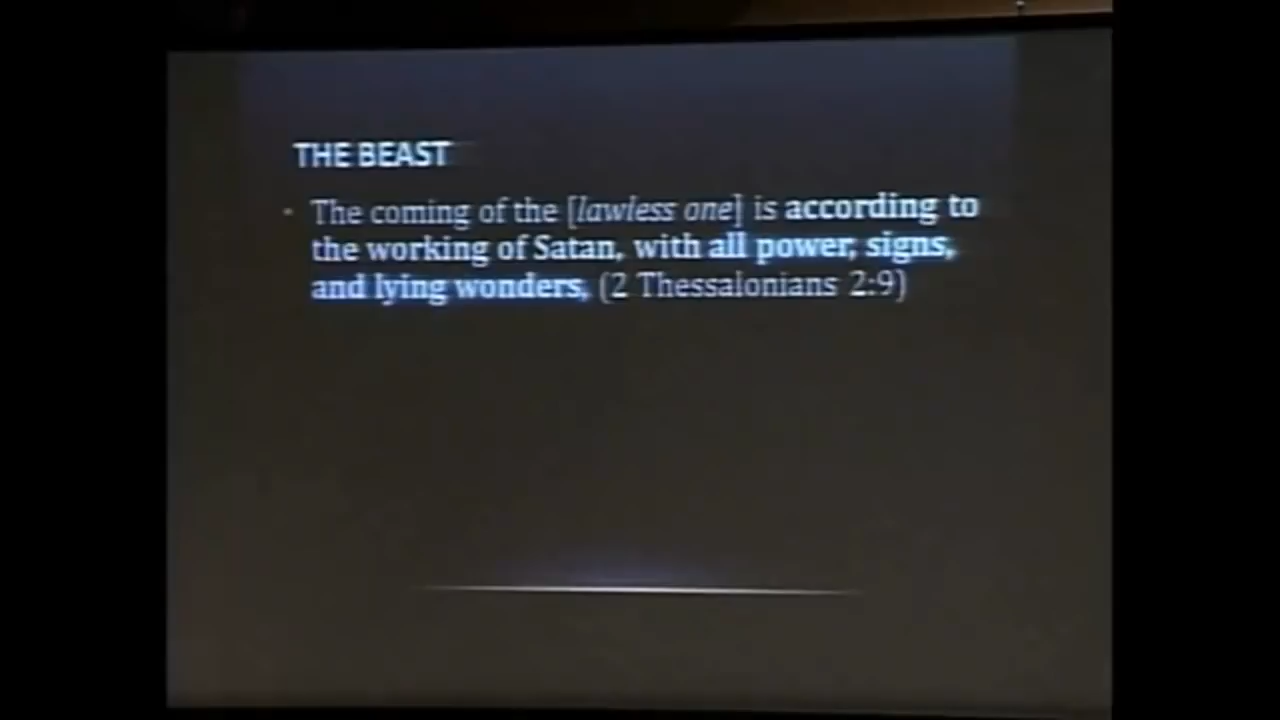 THE BEAST
• The coming of the [lawless one] is according to
the working of Satan, with all power, signs,
and lying wonders, (2 Thessalonians 2:9)